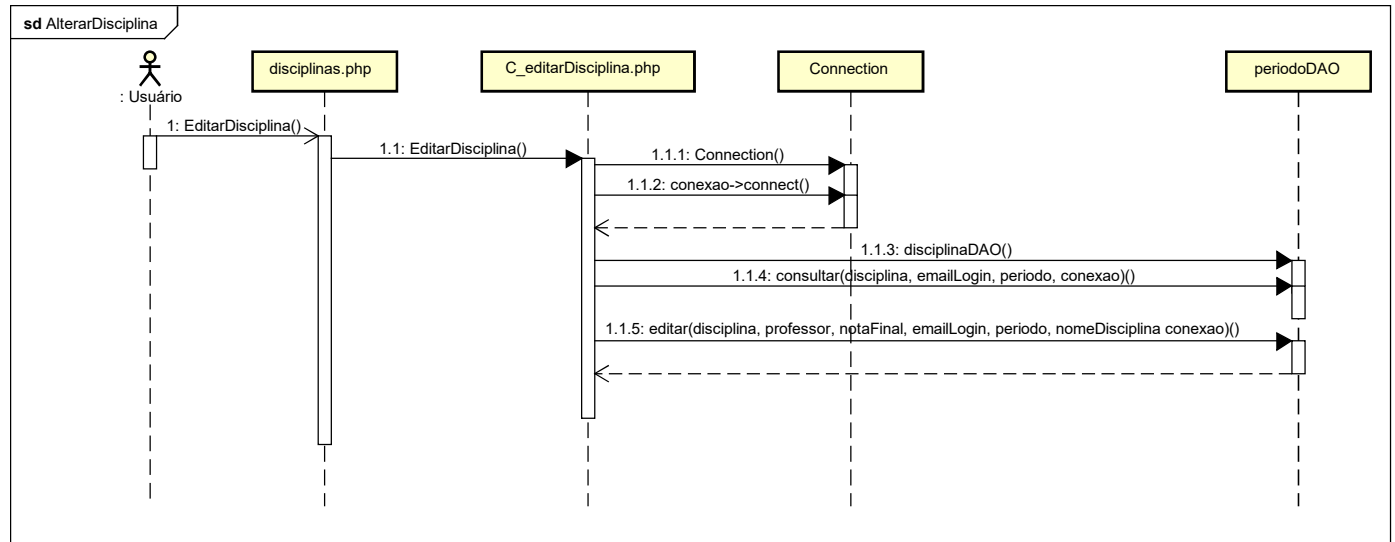 sd AlterarDisciplina
: Usuário
disciplinas.php
C_editarDisciplina.php
Connection
periodoDAO
1: EditarDisciplina()
1.1: EditarDisciplina()
1.1.1: Connection()
1.1.2: conexao->connect()
1.1.3: disciplinaDAO()
1.1.4: consultar(disciplina, emailLogin, periodo, conexao)()
1.1.5: editar(disciplina, professor, notaFinal, emailLogin, periodo, nomeDisciplina conexao)()